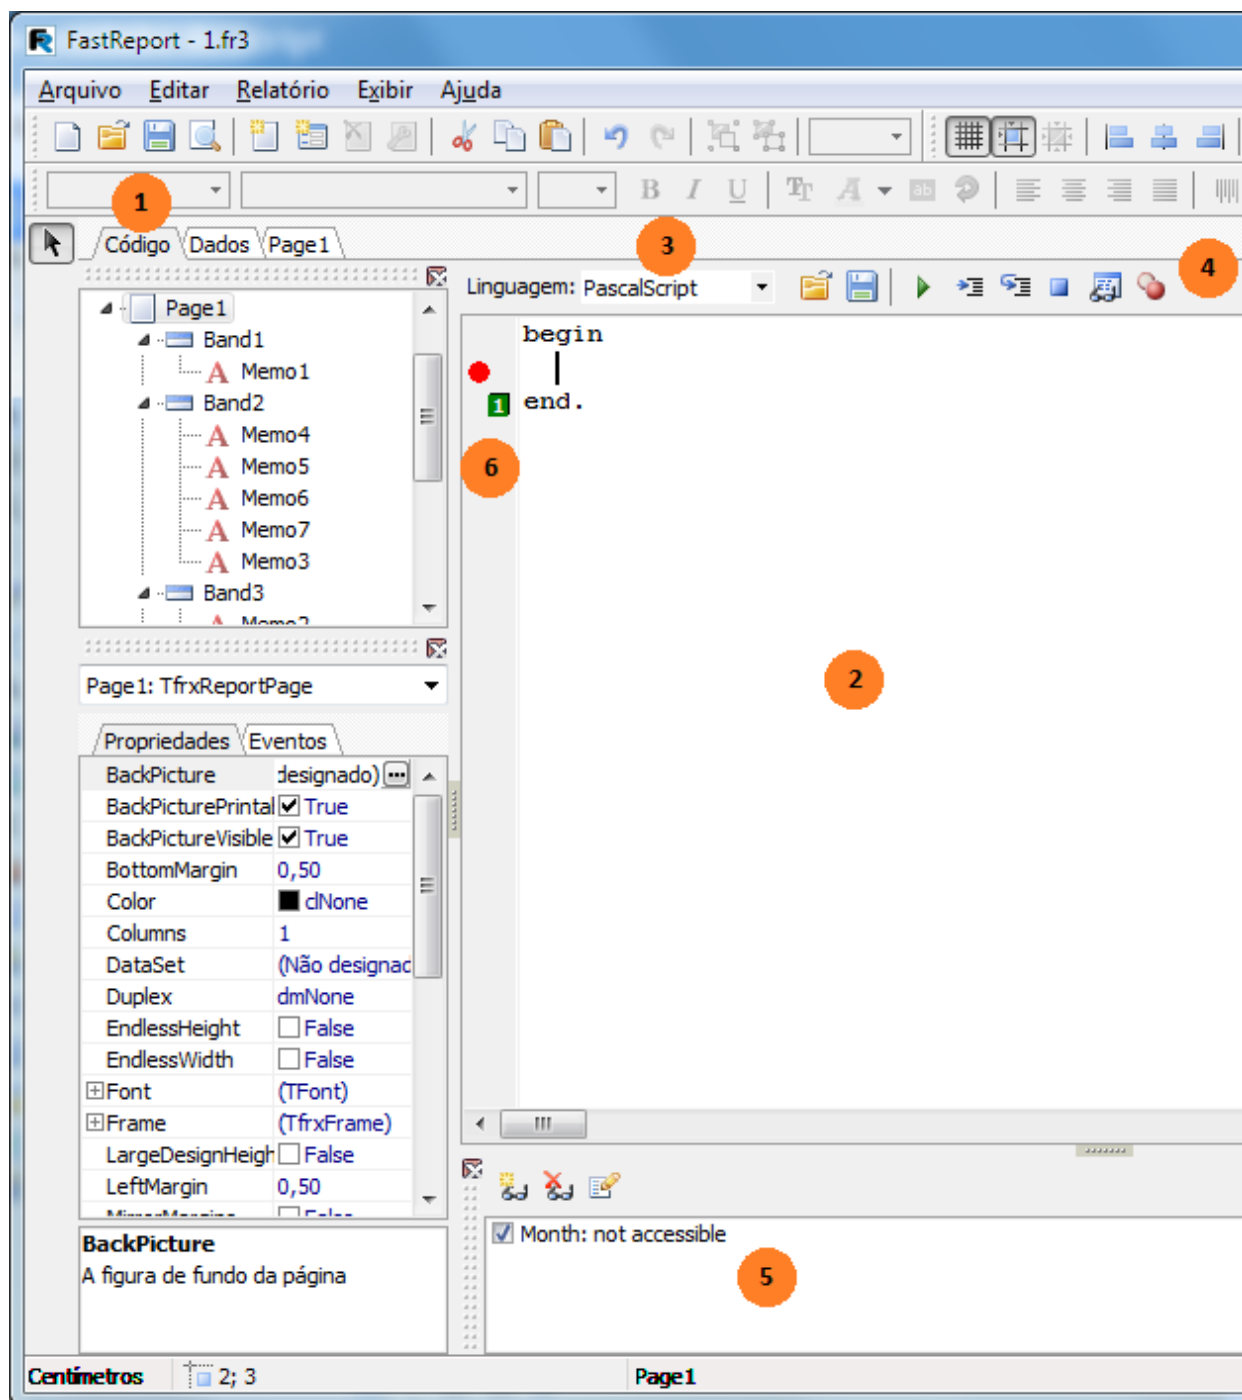 FastReport - 1.fr3
Arquivo Editar Relatório Exibir Ajuda
B I U
1
Código Dados Page1
3
4
Linguagem: PascalScript
Page1
Band1
Memo1
Band2
Memo4
Memo5
Memo6
Memo7
Memo3
Band3
begin
1 end.
6
2
Page1: TfrxReportPage
Propriedades Eventos
BackPicture designado)
BackPicturePrintal True
BackPictureVisible True
BottomMargin 0,50
Color clNone
Columns 1
DataSet (Não designad
Duplex dmNone
EndlessHeight False
EndlessWidth False
Font (TFont)
Frame (TfrxFrame)
LargeDesignHeigh False
LeftMargin 0,50
BackPicture
A figura de fundo da página
Month: not accessible
5
Centímetros 2; 3 Page1